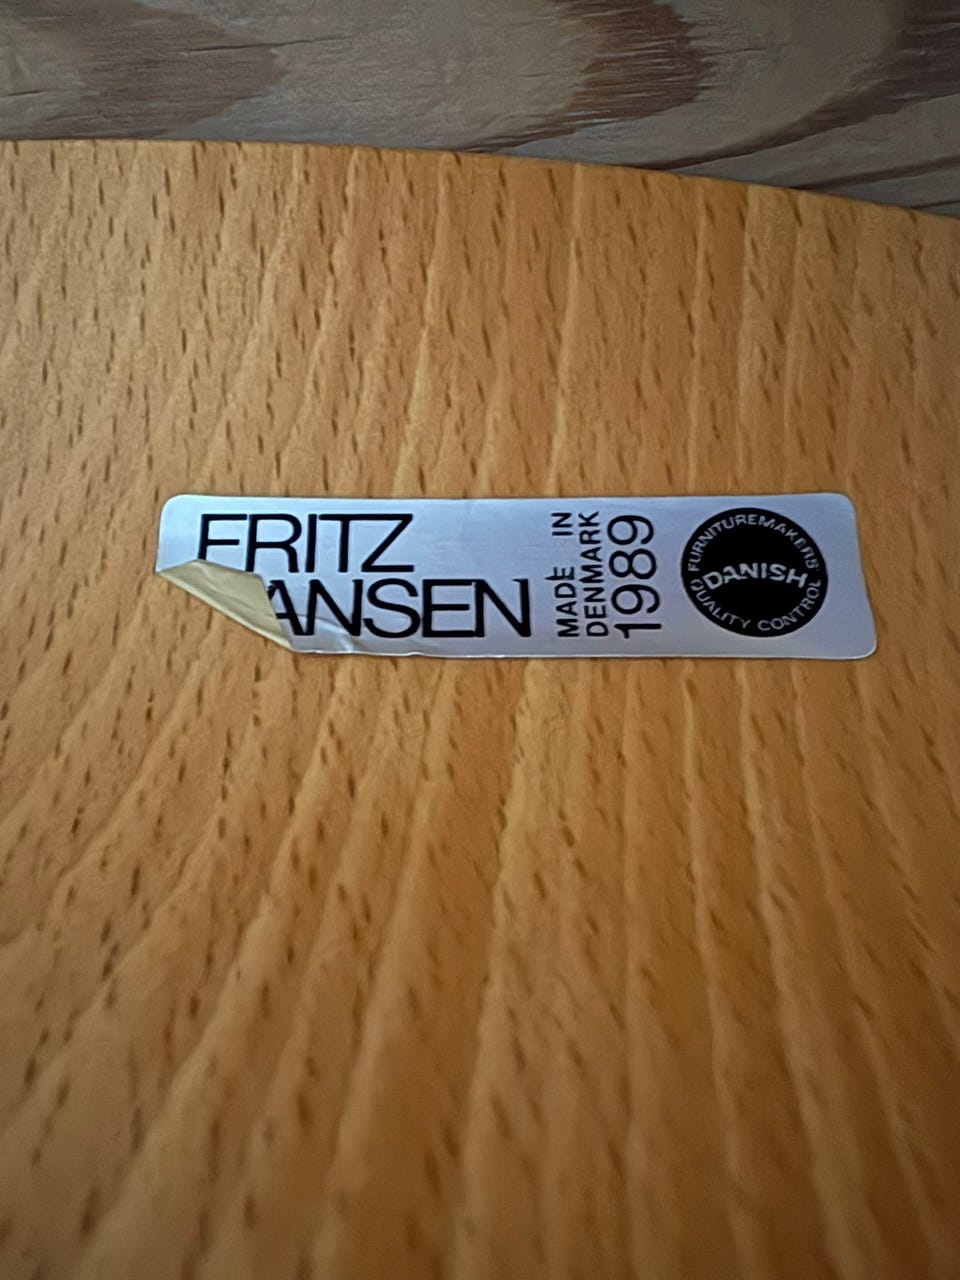 FRITZ
ANSEN
MADE IN
DENMARK
1989
FURNITUREMAKERS'
DANISH
QUALITY CONTROL